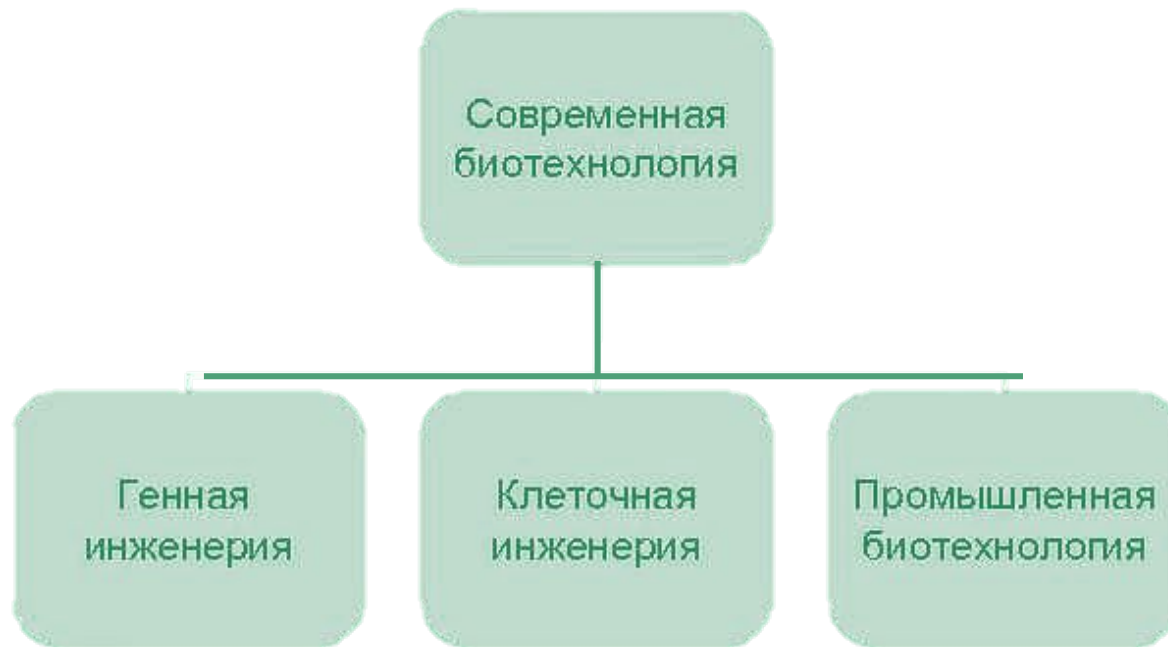 Современная
биотехнология
Генная
инженерия
Клеточная
инженерия
Промышленная
биотехнология